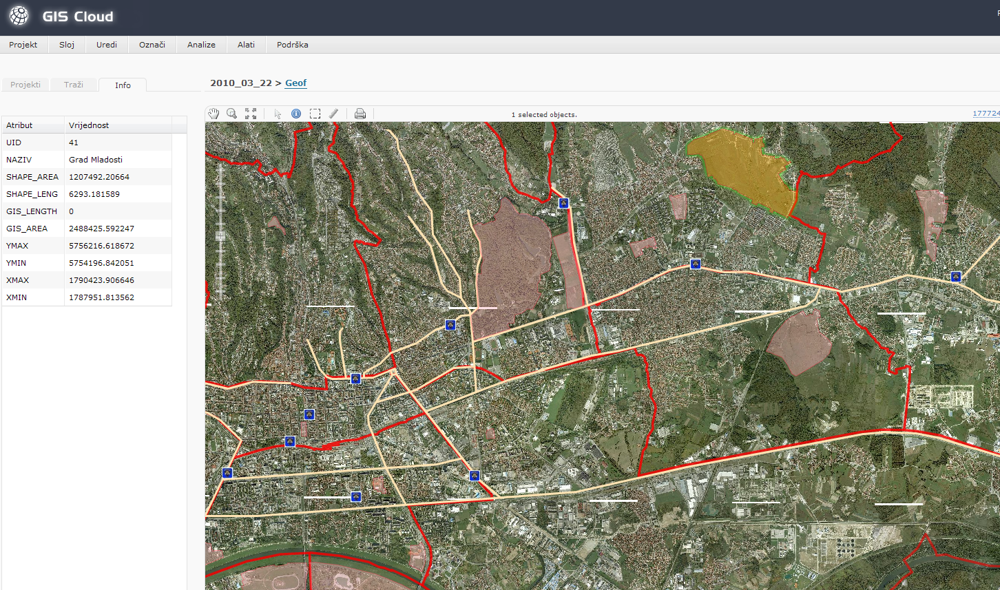 GIS Cloud
Projekt Sloj Uredi Označi Analize Alati Podrška
Projekti Traži Info
2010_03_22 > Geof
1 selected objects.
177724
Atribut Vrijednost
UID 41
NAZIV Grad Mladosti
SHAPE_AREA 1207492.20664
SHAPE_LENG 6293.181589
GIS_LENGTH 0
GIS_AREA 2488425.592247
YMAX 5756216.618672
YMIN 5754196.842051
XMAX 1790423.906646
XMIN 1787951.813562